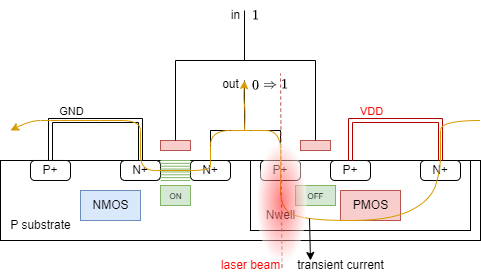 in 1
out 0 ⇒ 1
GND
VDD
P+ N+ N+ P+ P+ N+
ON
OFF
NMOS
PMOS
Nwell
P substrate
laser beam
transient current